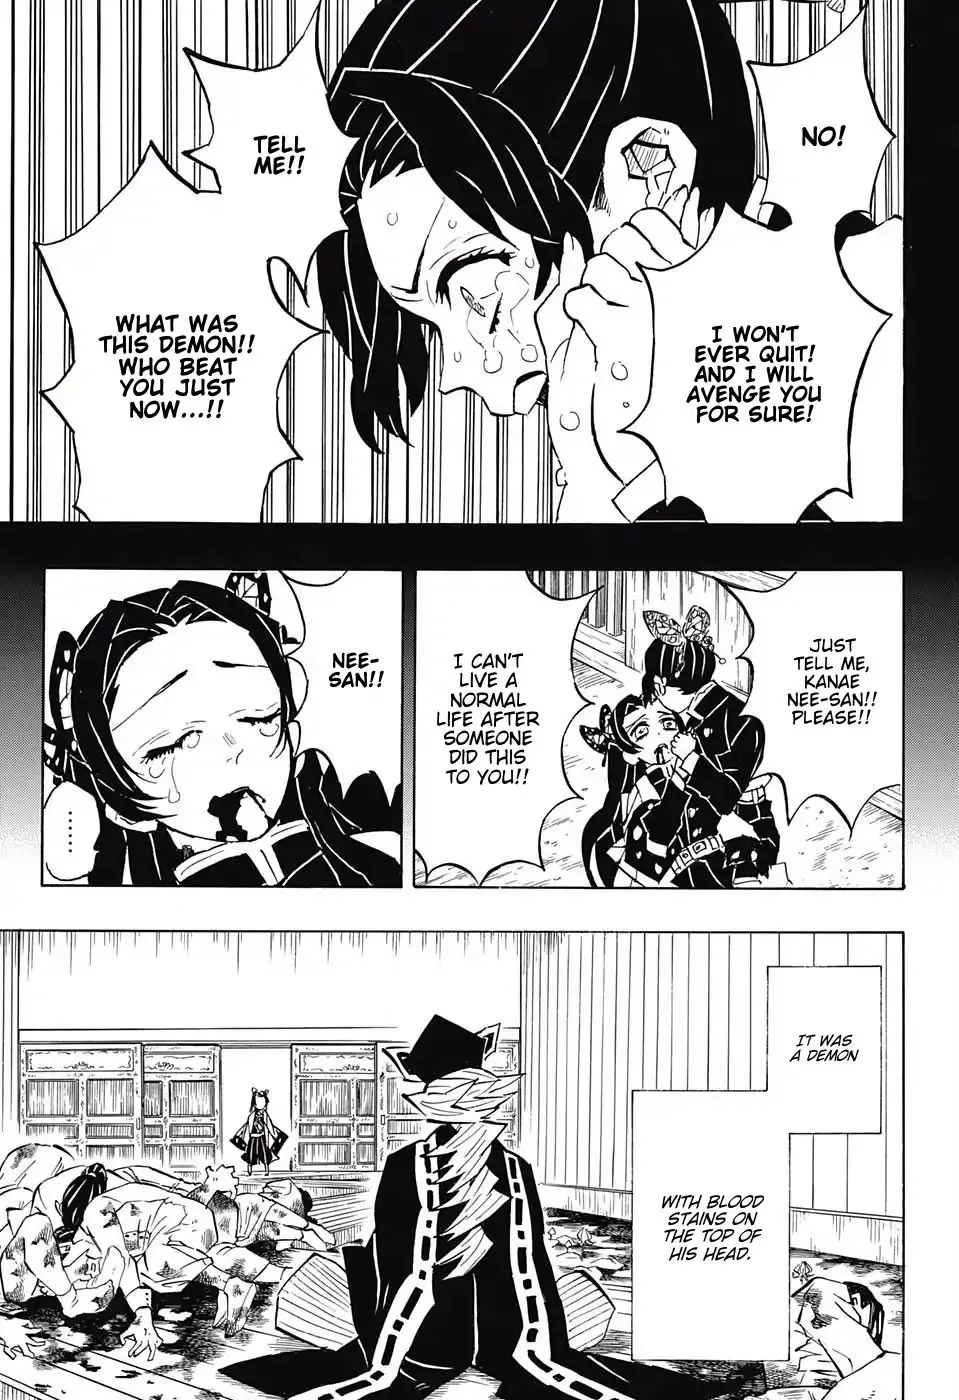 NO!
I WON'T
EVER QUIT!
AND I WILL
AVENGE YOU
FOR SURE!
TELL
ME!!
WHAT WAS
THIS DEMON!!
WHO BEAT
YOU JUST
NOW...!!
JUST
TELL ME,
KANAE
NEE-SAN!!
PLEASE!!
I CAN'T
LIVE A
NORMAL
LIFE AFTER
SOMEONE
DID THIS
TO YOU!!
NEE-
SAN!!
......
IT WAS
A DEMON
WITH BLOOD
STAINS ON
THE TOP OF
HIS HEAD.